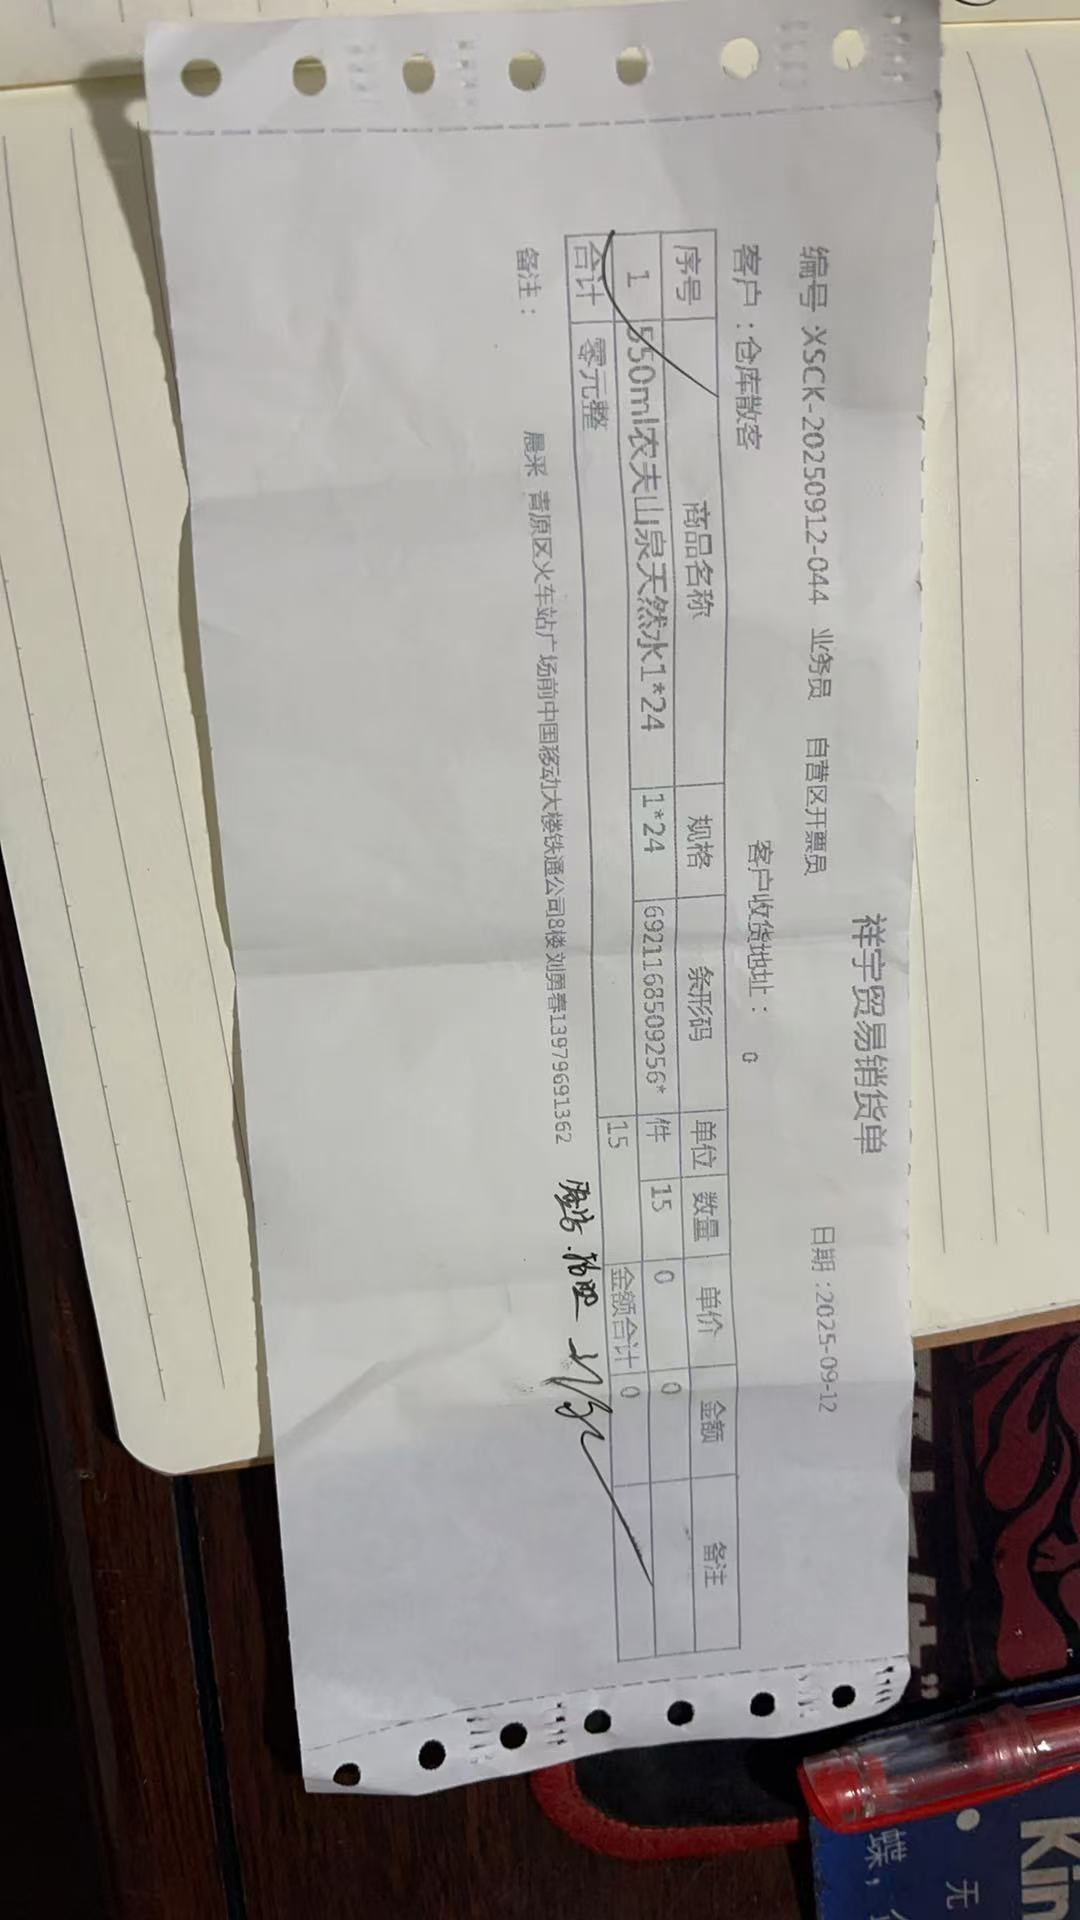 祥宇贸易销货单
编号:XSCK-20250912-044 业务员 自营区开票员 日期:2025-09-12
客户:仓库散客 客户收货地址: 0
序号 商品名称 规格 条形码 单位 数量 单价 金额 备注
1 550ml农夫山泉天然水1*24 1*24 6921168509256* 件 15 0 0
合计 零元整 15 金额合计 0
备注: 晨采 青原区火车站广场前中国移动大楼铁通公司8楼 刘勇春13979691362
Kin
蝶,
无